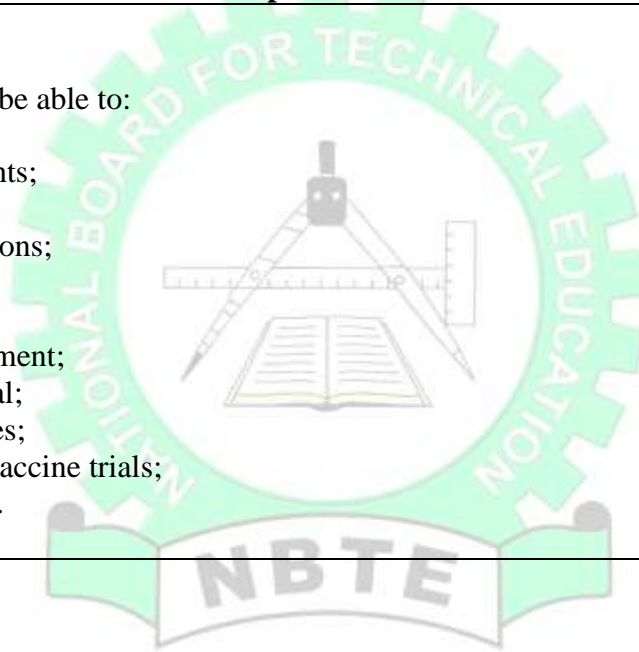 be able to:
nts;
ons;
ment;
al;
es;
accine trials;
.
NATIONAL BOARD FOR TECHNICAL EDUCATION
NBTE